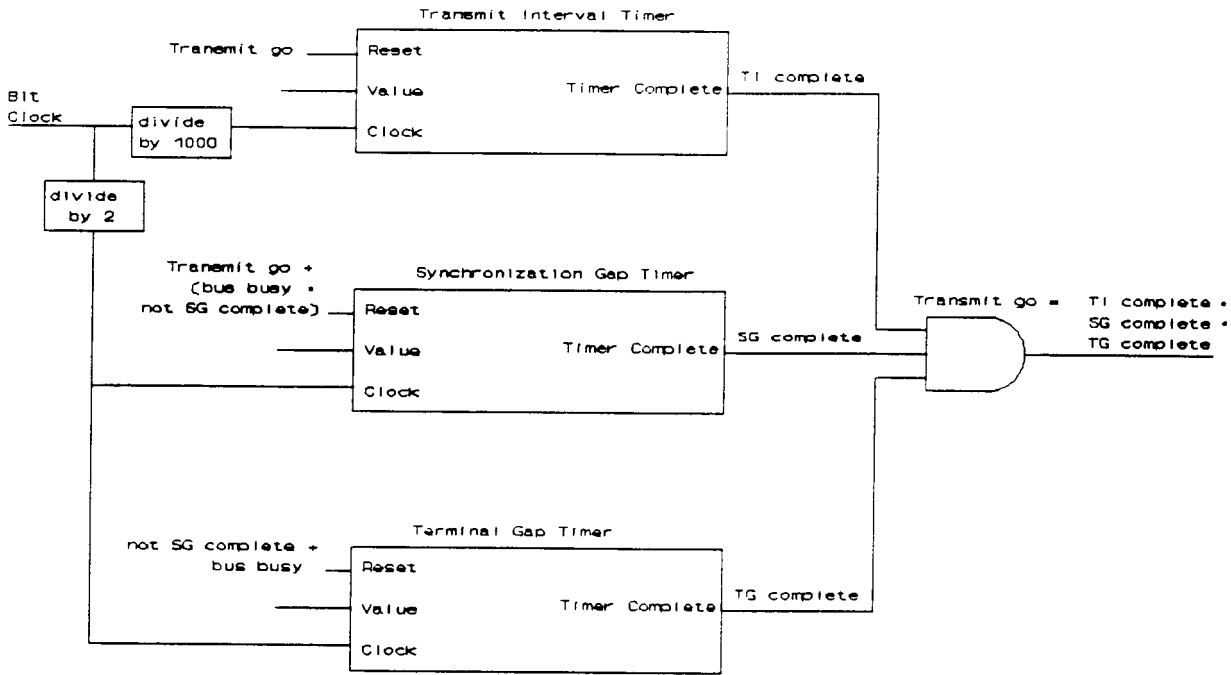 Transmit Interval Timer
Transmit go
Reset
Value
Timer Complete
TI complete
Bit
Clock
divide
by 1000
Clock
divide
by 2
Transmit go +
(bus busy •
not SG complete)
Synchronization Gap Timer
Reset
Value
Timer Complete
SG complete
Clock
Transmit go = TI complete •
SG complete •
TG complete
Terminal Gap Timer
not SG complete +
bus busy
Reset
Value
Timer Complete
TG complete
Clock